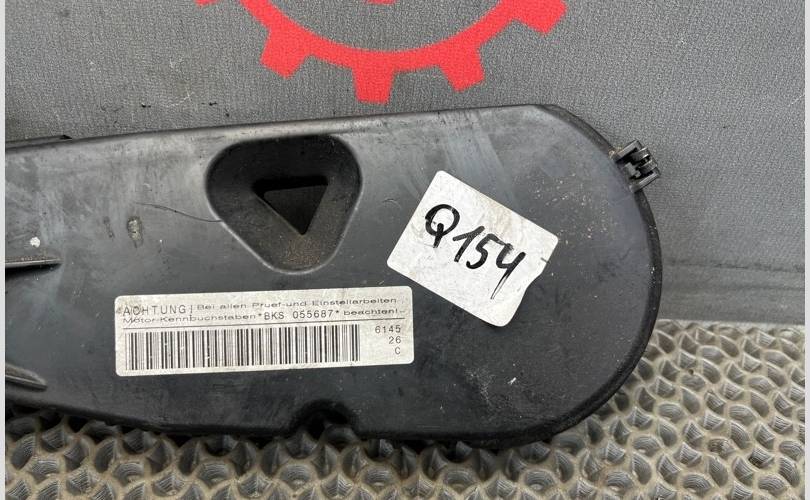 Q154
ACHTUNG! Bei allen Pruef-und Einstellarbeiten
Motor-Kennbuchstaben *BKS 055687* beachten!
6145
26
C